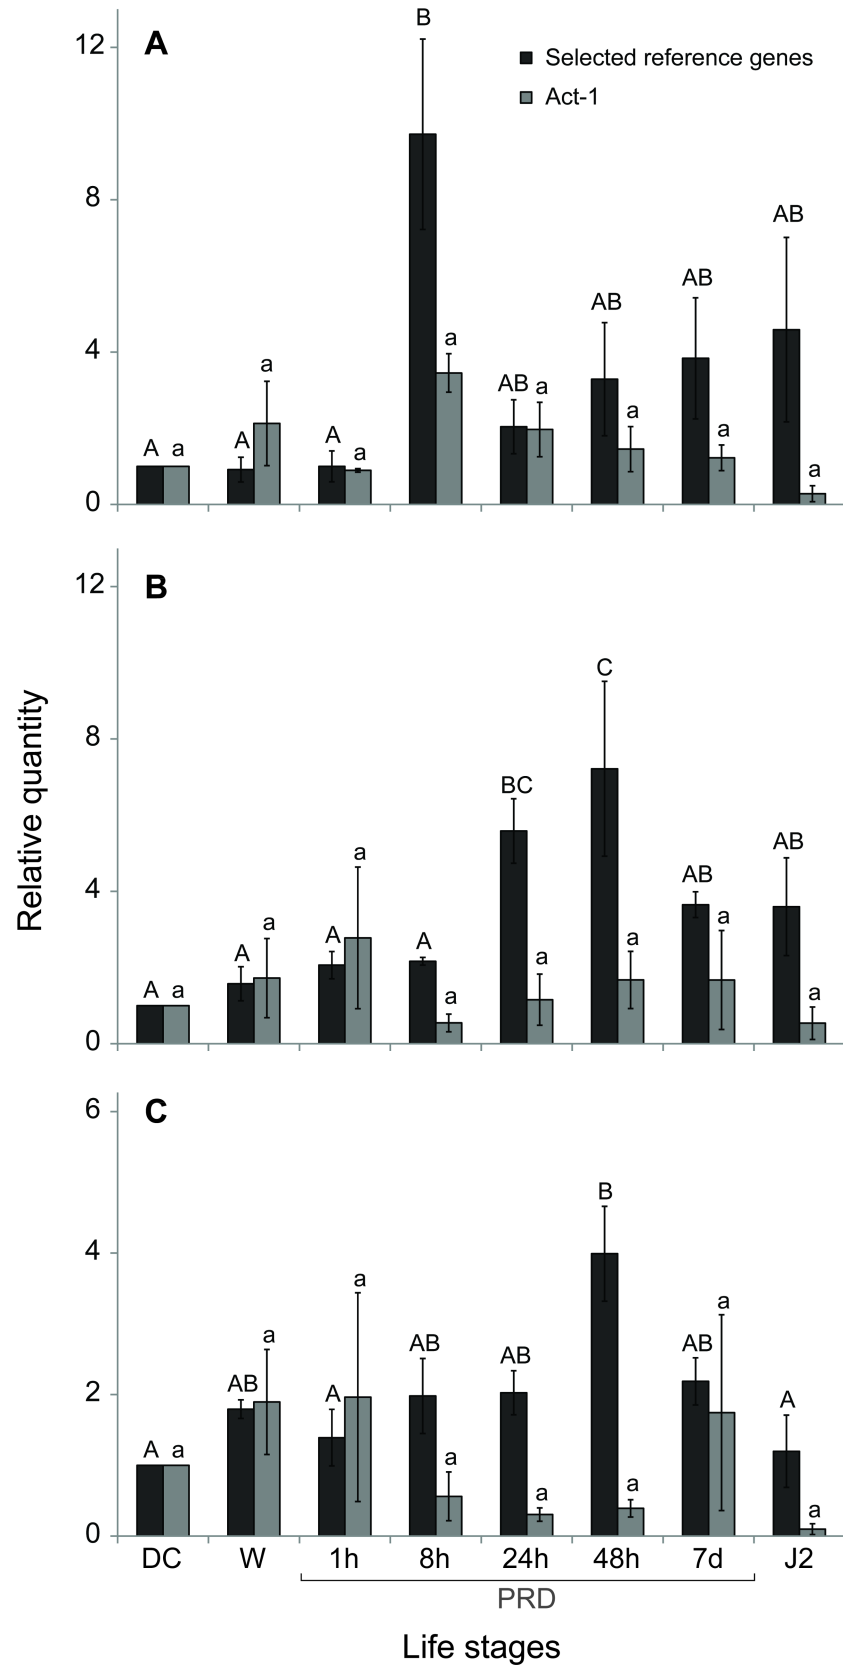 A
Selected reference genes
Act-1
12
8
4
0
A a
A a
A a
B a
AB a
AB a
AB a
AB a
B
12
8
4
0
A a
A a
A a
A a
BC a
C a
AB a
AB a
C
6
4
2
0
A a
AB a
A a
AB a
AB a
B a
AB a
A a
Relative quantity
DC W 1h 8h 24h 48h 7d J2
PRD
Life stages